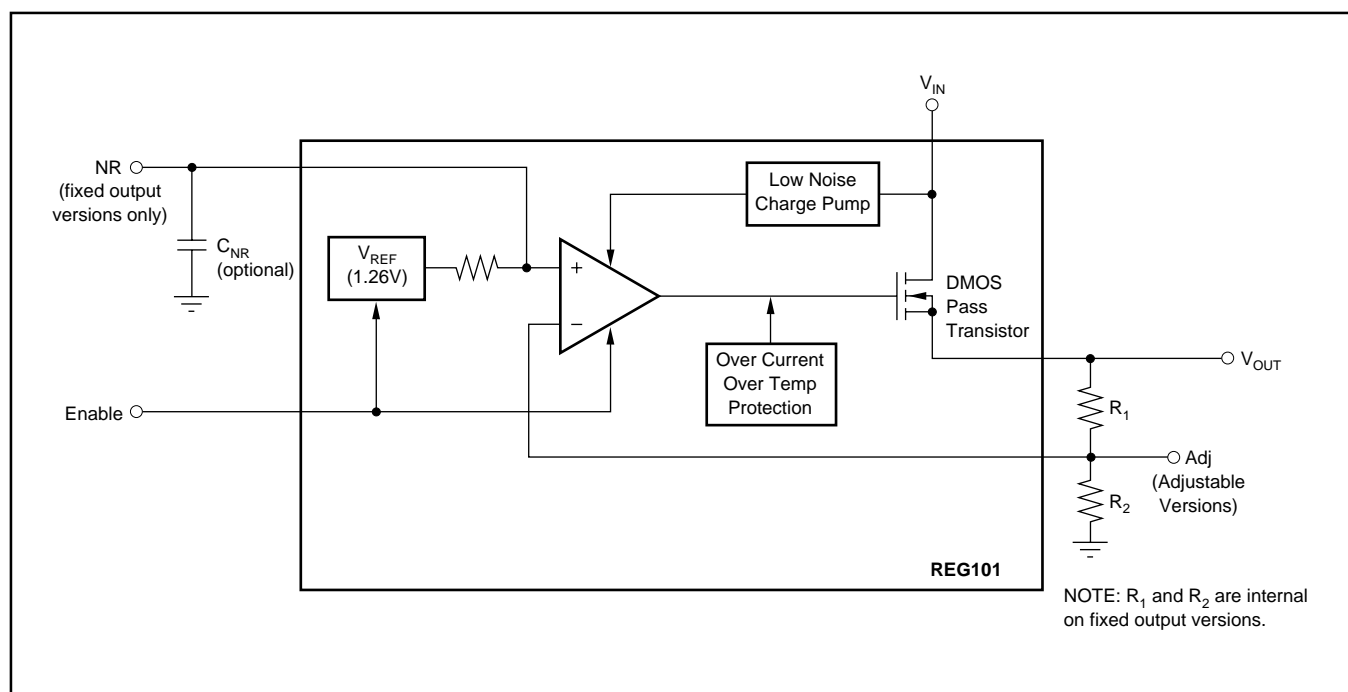 V_IN
NR
(fixed output
versions only)
Low Noise
Charge Pump
C_NR
(optional)
V_REF
(1.26V)
+
–
DMOS
Pass
Transistor
Over Current
Over Temp
Protection
V_OUT
Enable
R_1
Adj
(Adjustable
Versions)
R_2
REG101
NOTE: R_1 and R_2 are internal
on fixed output versions.